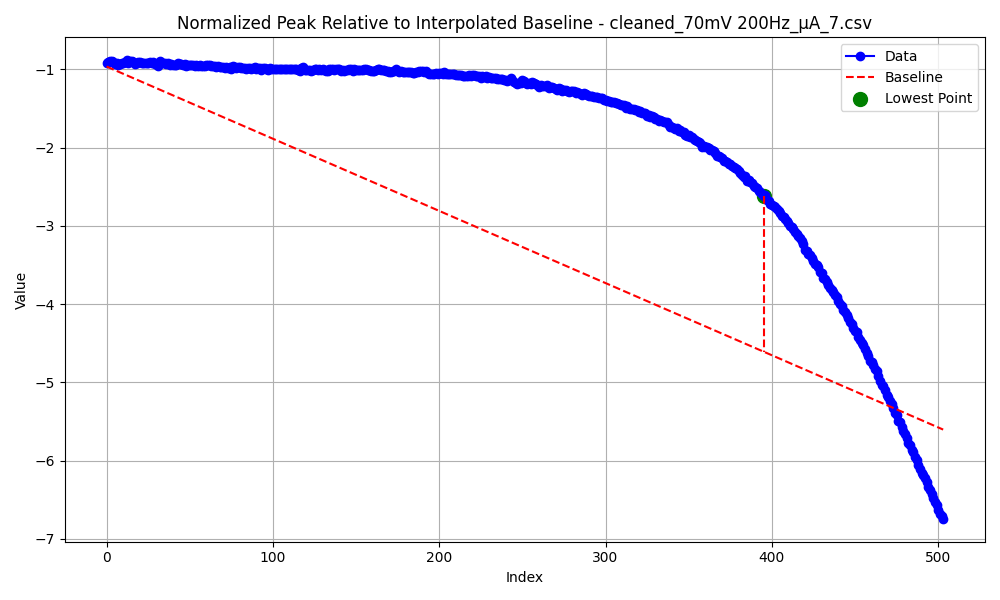 Normalized Peak Relative to Interpolated Baseline - cleaned_70mV 200Hz_μA_7.csv
Data
Baseline
Lowest Point
−1
−2
−3
−4
−5
−6
−7
Value
0
100
200
300
400
500
Index